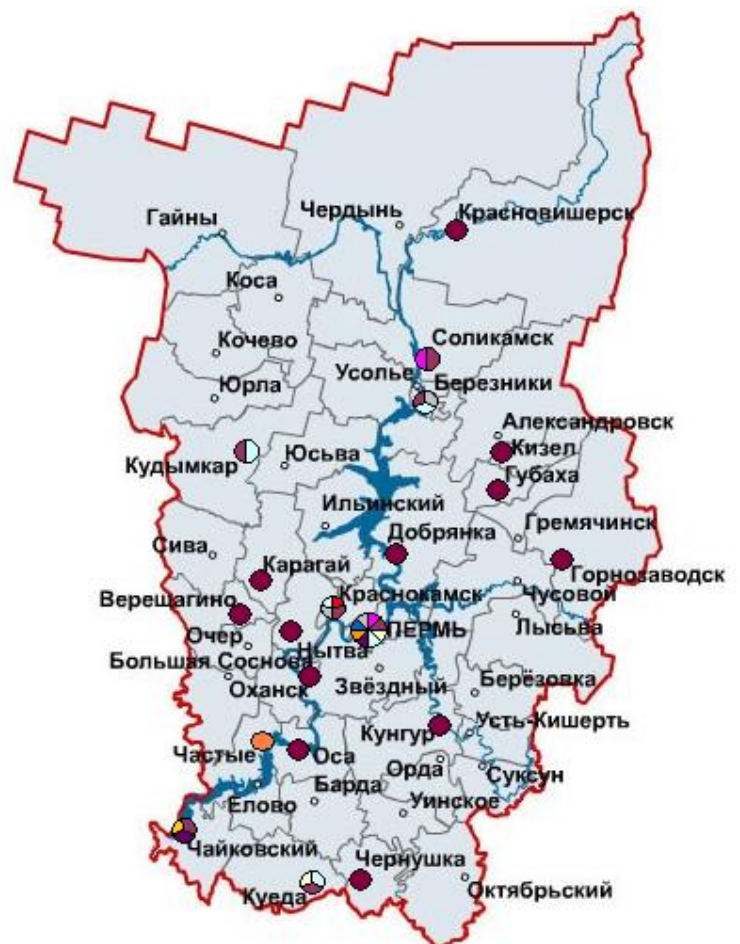 Гайны
Чердынь
Красновишерск
Коса
Кочево
Соликамск
Усолье
Березники
Юрла
Александровск
Кизел
Кудымкар
Юсьва
Губаха
Ильинский
Гремячинск
Добрянка
Сива
Карагай
Горнозаводск
Краснокамск
Чусовой
Верещагино
ПЕРМЬ
Лысьва
Очер
Нытва
Большая Соснова
Звёздный
Берёзовка
Оханск
Кунгур
Усть-Кишерть
Частые
Оса
Орда
Суксун
Елово
Барда
Уинское
Чайковский
Чернушка
Куеда
Октябрьский